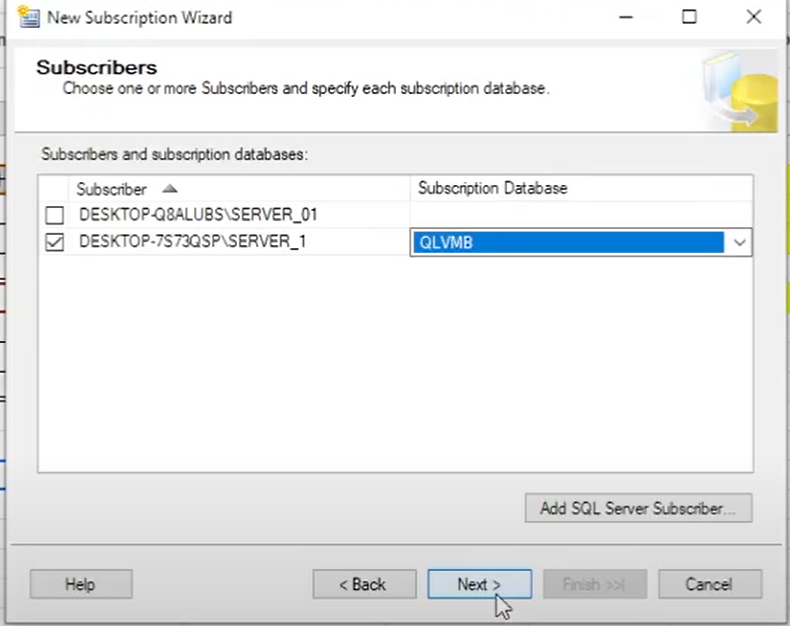 New Subscription Wizard
Subscribers
Choose one or more Subscribers and specify each subscription database.
Subscribers and subscription databases:
Subscriber Subscription Database
DESKTOP-Q8ALUBS\SERVER_01
DESKTOP-7S73QSP\SERVER_1 QLVMB
Add SQL Server Subscriber...
Help < Back Next > Finish >>| Cancel